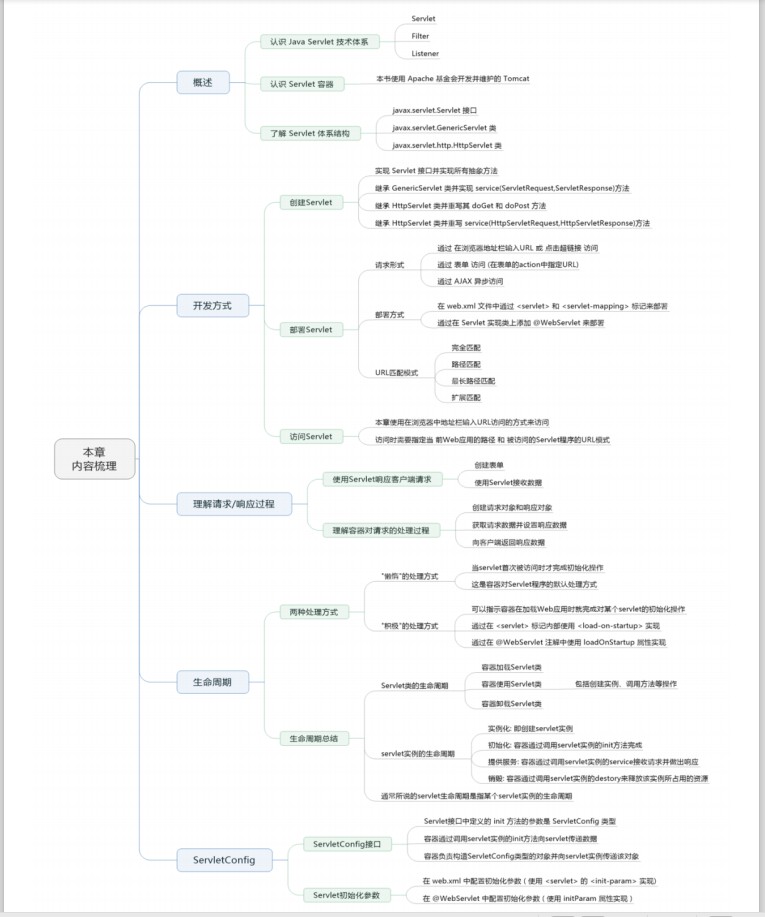 本章
内容梳理
概述
认识 Java Servlet 技术体系
Servlet
Filter
Listener
认识 Servlet 容器
本书使用 Apache 基金会开发并维护的 Tomcat
了解 Servlet 体系结构
javax.servlet.Servlet 接口
javax.servlet.GenericServlet 类
javax.servlet.http.HttpServlet 类
开发方式
创建Servlet
实现 Servlet 接口并实现所有抽象方法
继承 GenericServlet 类并实现 service(ServletRequest,ServletResponse)方法
继承 HttpServlet 类并重写其 doGet 和 doPost 方法
继承 HttpServlet 类并重写 service(HttpServletRequest,HttpServletResponse)方法
部署Servlet
请求形式
通过 在浏览器地址栏输入URL 或 点击超链接 访问
通过 表单 访问 (在表单的action中指定URL)
通过 AJAX 异步访问
部署方式
在 web.xml 文件中通过 <servlet> 和 <servlet-mapping> 标记来部署
通过在 Servlet 实现类上添加 @WebServlet 来部署
URL匹配模式
完全匹配
路径匹配
最长路径匹配
扩展匹配
访问Servlet
本章使用在浏览器中地址栏输入URL访问的方式来访问
访问时需要指定当 前Web应用的路径 和 被访问的Servlet程序的URL模式
理解请求/响应过程
使用Servlet响应客户端请求
创建表单
使用Servlet接收数据
理解容器对请求的处理过程
创建请求对象和响应对象
获取请求数据并设置响应数据
向客户端返回响应数据
生命周期
两种处理方式
"懒惰"的处理方式
当servlet首次被访问时才完成初始化操作
这是容器对Servlet程序的默认处理方式
"积极"的处理方式
可以指示容器在加载Web应用时就完成对某个servlet的初始化操作
通过在 <servlet> 标记内部使用 <load-on-startup> 实现
通过在 @WebServlet 注解中使用 loadOnStartup 属性实现
生命周期总结
Servlet类的生命周期
容器加载Servlet类
容器使用Servlet类
包括创建实例、调用方法等操作
容器卸载Servlet类
servlet实例的生命周期
实例化: 即创建servlet实例
初始化: 容器通过调用servlet实例的init方法完成
提供服务: 容器通过调用servlet实例的service接收请求并做出响应
销毁: 容器通过调用servlet实例的destory来释放该实例所占用的资源
通常所说的servlet生命周期是指某个servlet实例的生命周期
ServletConfig
ServletConfig接口
Servlet接口中定义的 init 方法的参数是 ServletConfig 类型
容器通过调用servlet实例的init方法向servlet传递数据
容器负责构造ServletConfig类型的对象并向servlet实例传递该对象
Servlet初始化参数
在 web.xml 中配置初始化参数 ( 使用 <servlet> 的 <init-param> 实现)
在 @WebServlet 中配置初始化参数 ( 使用 initParam 属性实现 )